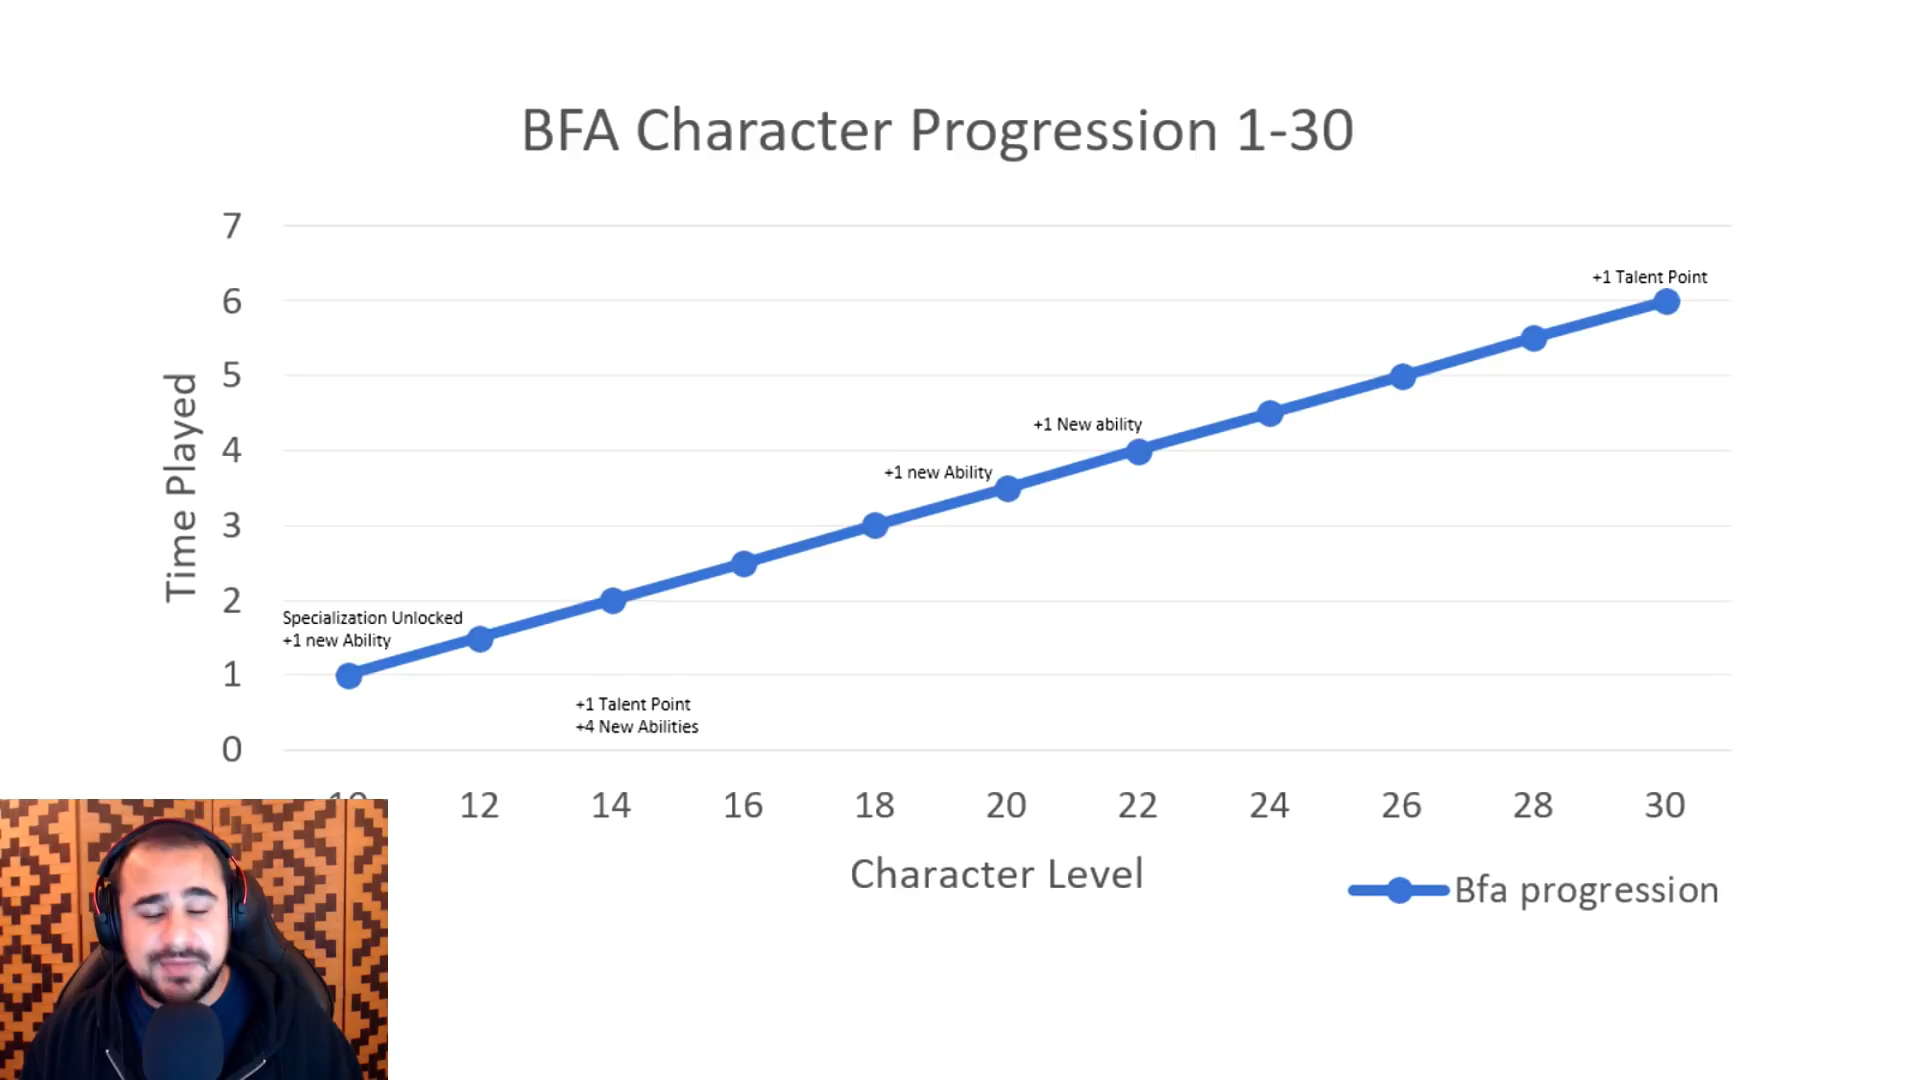 BFA Character Progression 1-30
7
+1 Talent Point
6
5
+1 New ability
4
+1 new Ability
3
2
Specialization Unlocked
+1 new Ability
1
+1 Talent Point
+4 New Abilities
0
Time Played
12 14 16 18 20 22 24 26 28 30
Character Level
Bfa progression